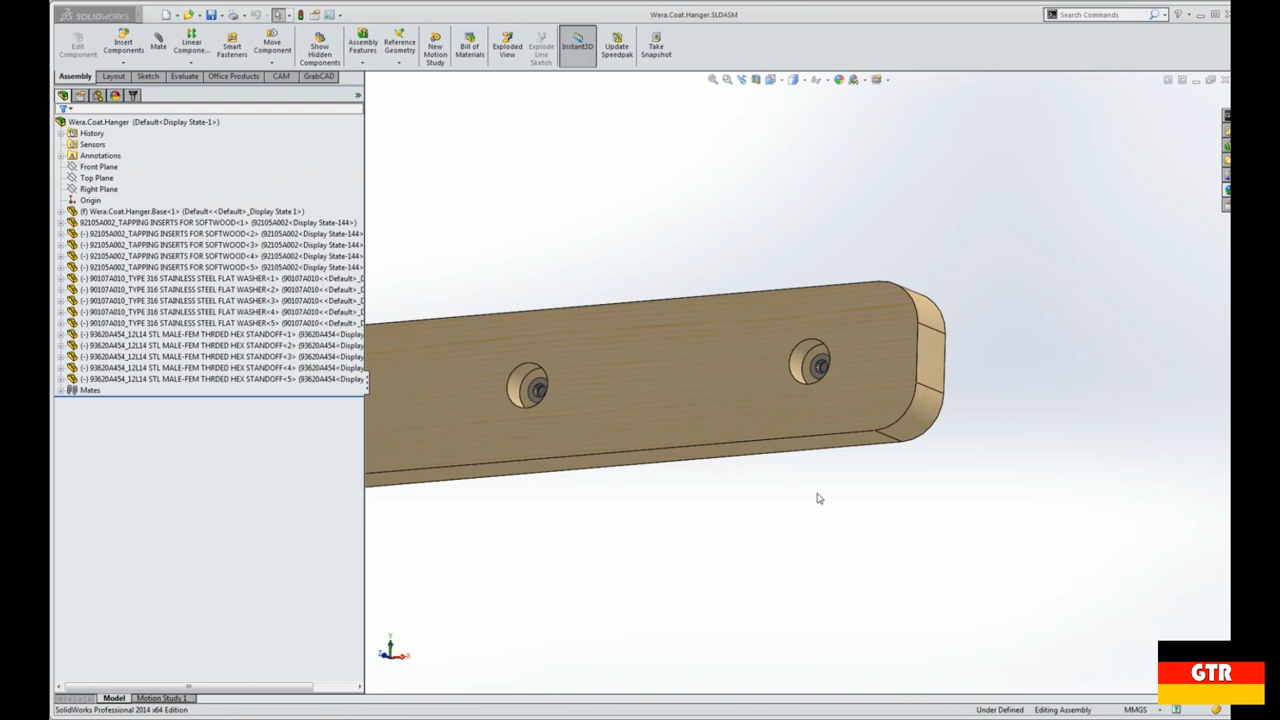 SOLIDWORKS
Wera.Coat.Hanger.SLDASM
Search Commands
Edit Component
Insert Components
Mate
Linear Compone...
Smart Fasteners
Move Component
Show Hidden Components
Assembly Features
Reference Geometry
New Motion Study
Bill of Materials
Exploded View
Explode Line Sketch
Instant3D
Update Speedpak
Take Snapshot
Assembly Layout Sketch Evaluate Office Products CAM GrabCAD
Wera.Coat.Hanger (Default<Display State-1>)
History
Sensors
Annotations
Front Plane
Top Plane
Right Plane
Origin
(f) Wera.Coat.Hanger.Base<1> (Default<<Default>_Display State 1>)
92105A002_TAPPING INSERTS FOR SOFTWOOD<1> (92105A002<Display State-144>)
(-) 92105A002_TAPPING INSERTS FOR SOFTWOOD<2> (92105A002<Display State-144>
(-) 92105A002_TAPPING INSERTS FOR SOFTWOOD<3> (92105A002<Display State-144>
(-) 92105A002_TAPPING INSERTS FOR SOFTWOOD<4> (92105A002<Display State-144>
(-) 92105A002_TAPPING INSERTS FOR SOFTWOOD<5> (92105A002<Display State-144>
(-) 90107A010_TYPE 316 STAINLESS STEEL FLAT WASHER<1> (90107A010<<Default>_D
(-) 90107A010_TYPE 316 STAINLESS STEEL FLAT WASHER<2> (90107A010<<Default>_D
(-) 90107A010_TYPE 316 STAINLESS STEEL FLAT WASHER<3> (90107A010<<Default>_D
(-) 90107A010_TYPE 316 STAINLESS STEEL FLAT WASHER<4> (90107A010<<Default>_D
(-) 90107A010_TYPE 316 STAINLESS STEEL FLAT WASHER<5> (90107A010<<Default>_D
(-) 93620A454_12L14 STL MALE-FEM THRDED HEX STANDOFF<1> (93620A454<Display
(-) 93620A454_12L14 STL MALE-FEM THRDED HEX STANDOFF<2> (93620A454<Display
(-) 93620A454_12L14 STL MALE-FEM THRDED HEX STANDOFF<3> (93620A454<Display
(-) 93620A454_12L14 STL MALE-FEM THRDED HEX STANDOFF<4> (93620A454<Display
(-) 93620A454_12L14 STL MALE-FEM THRDED HEX STANDOFF<5> (93620A454<Display
Mates
Y
Z X
GTR
Model Motion Study 1
SolidWorks Professional 2014 x64 Edition
Under Defined Editing Assembly MMGS